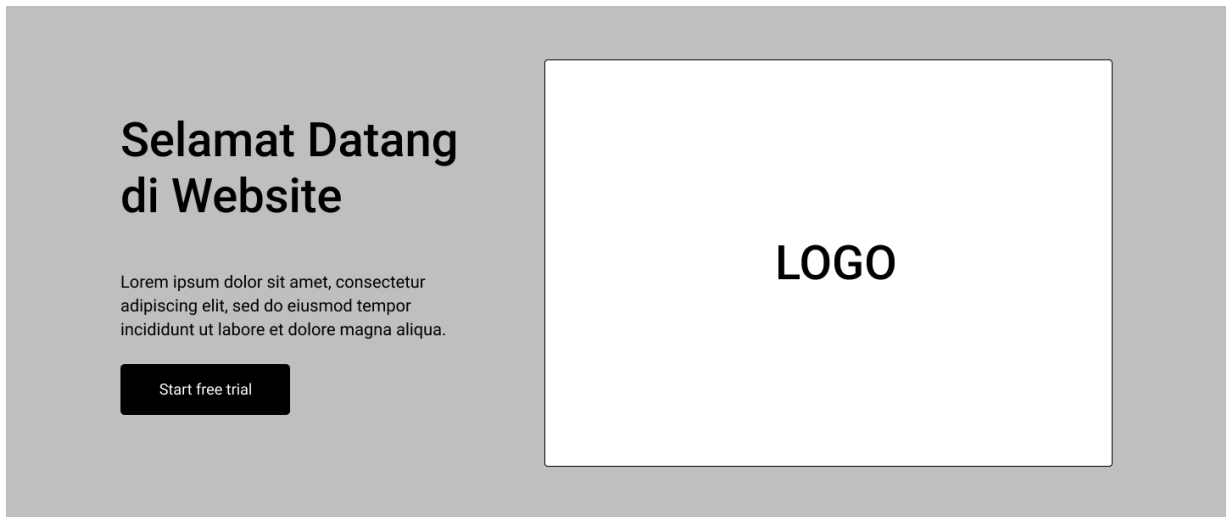 Selamat Datang
di Website
Lorem ipsum dolor sit amet, consectetur
adipiscing elit, sed do eiusmod tempor
incididunt ut labore et dolore magna aliqua.
Start free trial
LOGO